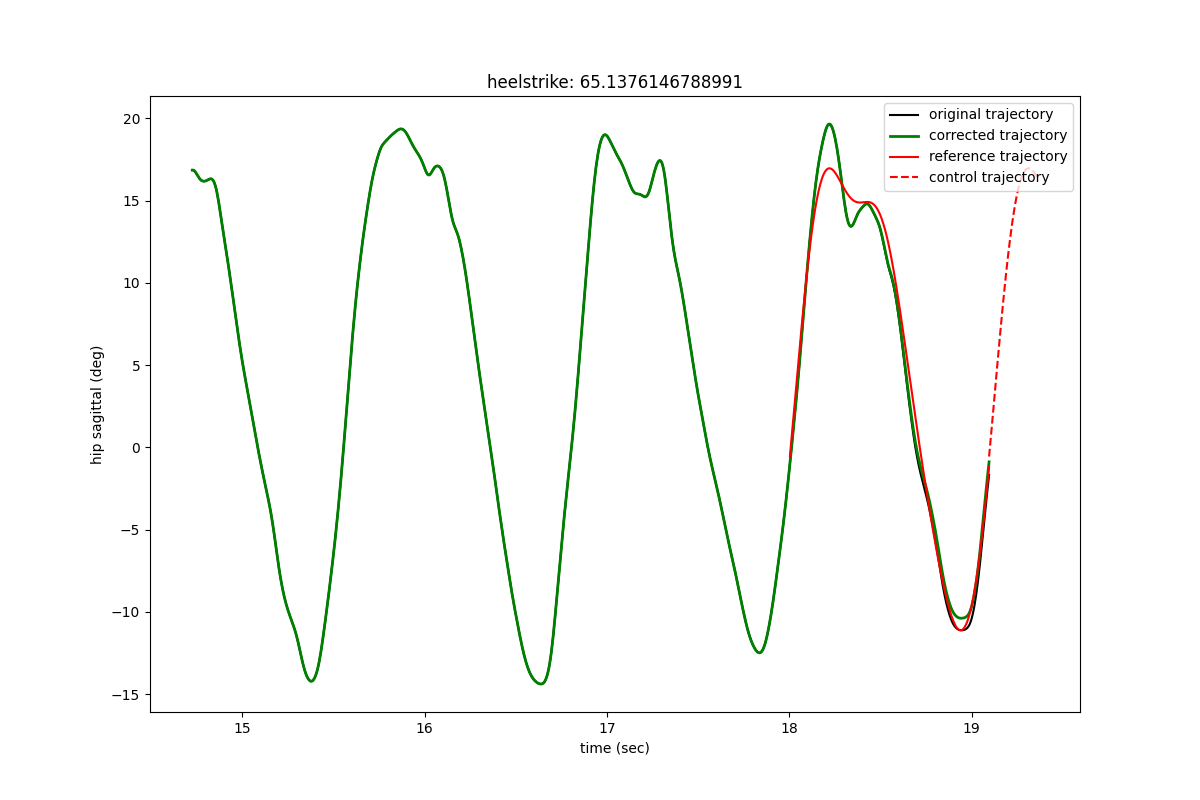 heelstrike: 65.1376146788991
original trajectory
corrected trajectory
reference trajectory
control trajectory
20
15
10
5
0
−5
−10
−15
hip sagittal (deg)
15 16 17 18 19
time (sec)